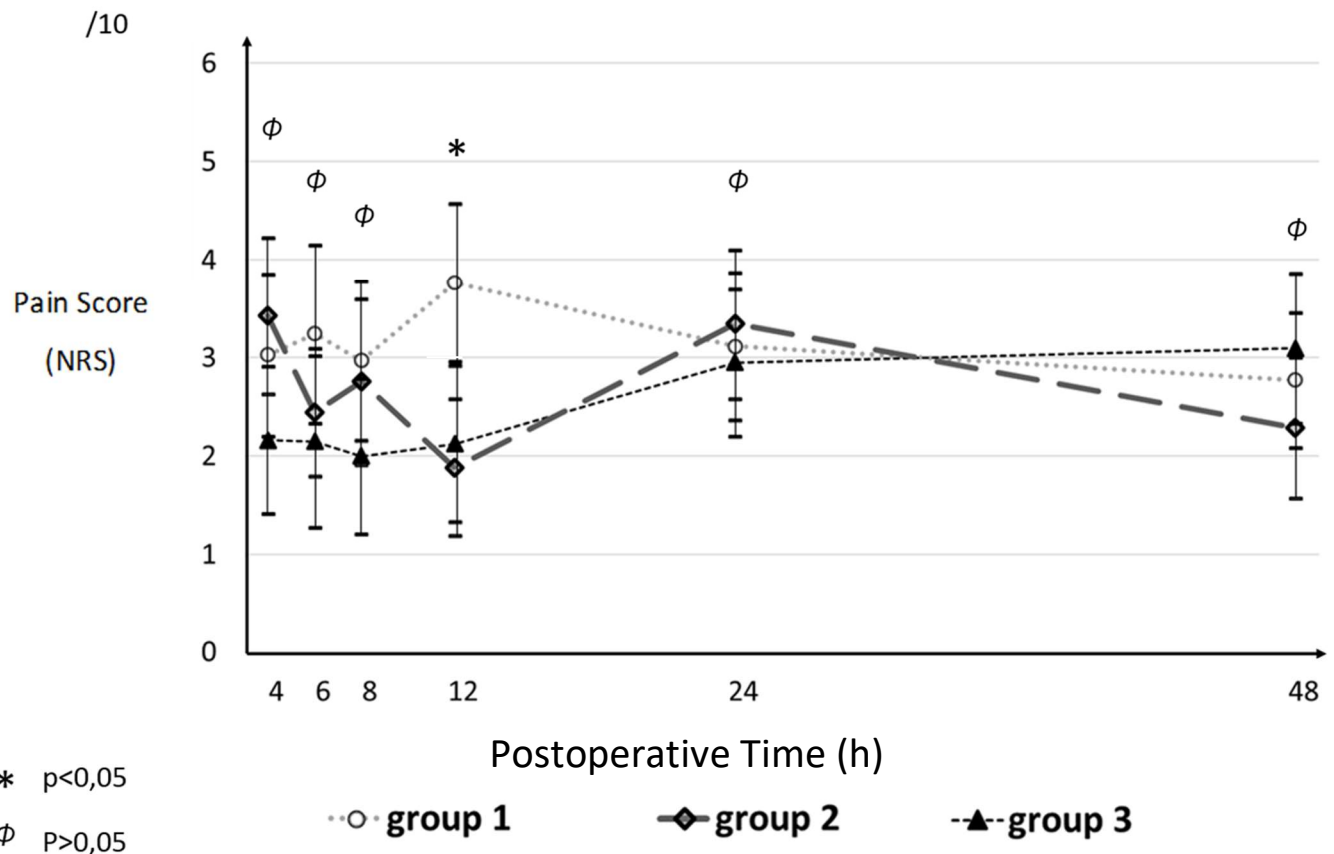 /10
6
ϕ
5
*
ϕ
ϕ
ϕ
ϕ
4
Pain Score
(NRS)
3
2
1
0
4 6 8 12 24 48
Postoperative Time (h)
* p<0,05
ϕ P>0,05
group 1 group 2 group 3